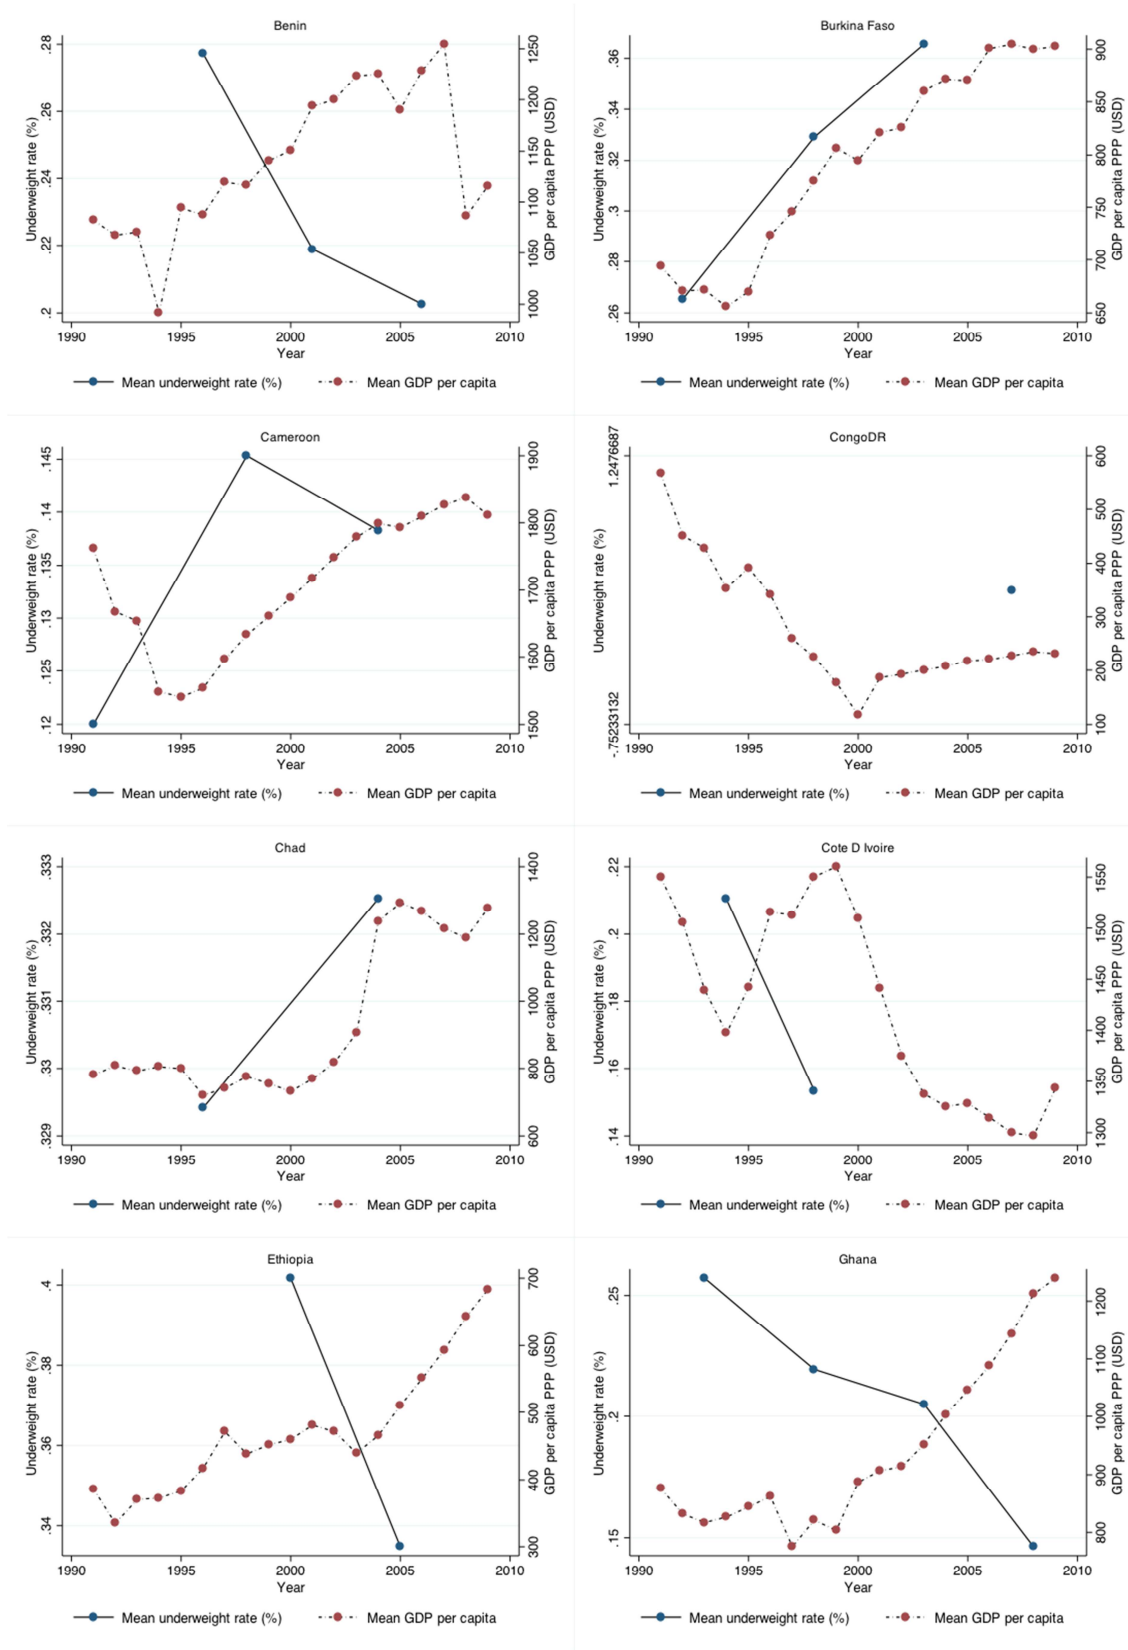 Benin
Underweight rate (%)
.2 .22 .24 .26 .28
1000 1050 1100 1150 1200 1250
GDP per capita PPP (USD)
1990 1995 2000 2005 2010
Year
Mean underweight rate (%) Mean GDP per capita
Burkina Faso
Underweight rate (%)
.26 .28 .3 .32 .34 .36
650 700 750 800 850 900
GDP per capita PPP (USD)
1990 1995 2000 2005 2010
Year
Mean underweight rate (%) Mean GDP per capita
Cameroon
Underweight rate (%)
.12 .125 .13 .135 .14 .145
1500 1600 1700 1800 1900
GDP per capita PPP (USD)
1990 1995 2000 2005 2010
Year
Mean underweight rate (%) Mean GDP per capita
CongoDR
Underweight rate (%)
-.75233132 1.2476687
100 200 300 400 500 600
GDP per capita PPP (USD)
1990 1995 2000 2005 2010
Year
Mean underweight rate (%) Mean GDP per capita
Chad
Underweight rate (%)
.329 .33 .331 .332 .333
600 800 1000 1200 1400
GDP per capita PPP (USD)
1990 1995 2000 2005 2010
Year
Mean underweight rate (%) Mean GDP per capita
Cote D Ivoire
Underweight rate (%)
.14 .16 .18 .2 .22
1300 1350 1400 1450 1500 1550
GDP per capita PPP (USD)
1990 1995 2000 2005 2010
Year
Mean underweight rate (%) Mean GDP per capita
Ethiopia
Underweight rate (%)
.34 .36 .38 .4
300 400 500 600 700
GDP per capita PPP (USD)
1990 1995 2000 2005 2010
Year
Mean underweight rate (%) Mean GDP per capita
Ghana
Underweight rate (%)
.15 .2 .25
800 900 1000 1100 1200
GDP per capita PPP (USD)
1990 1995 2000 2005 2010
Year
Mean underweight rate (%) Mean GDP per capita